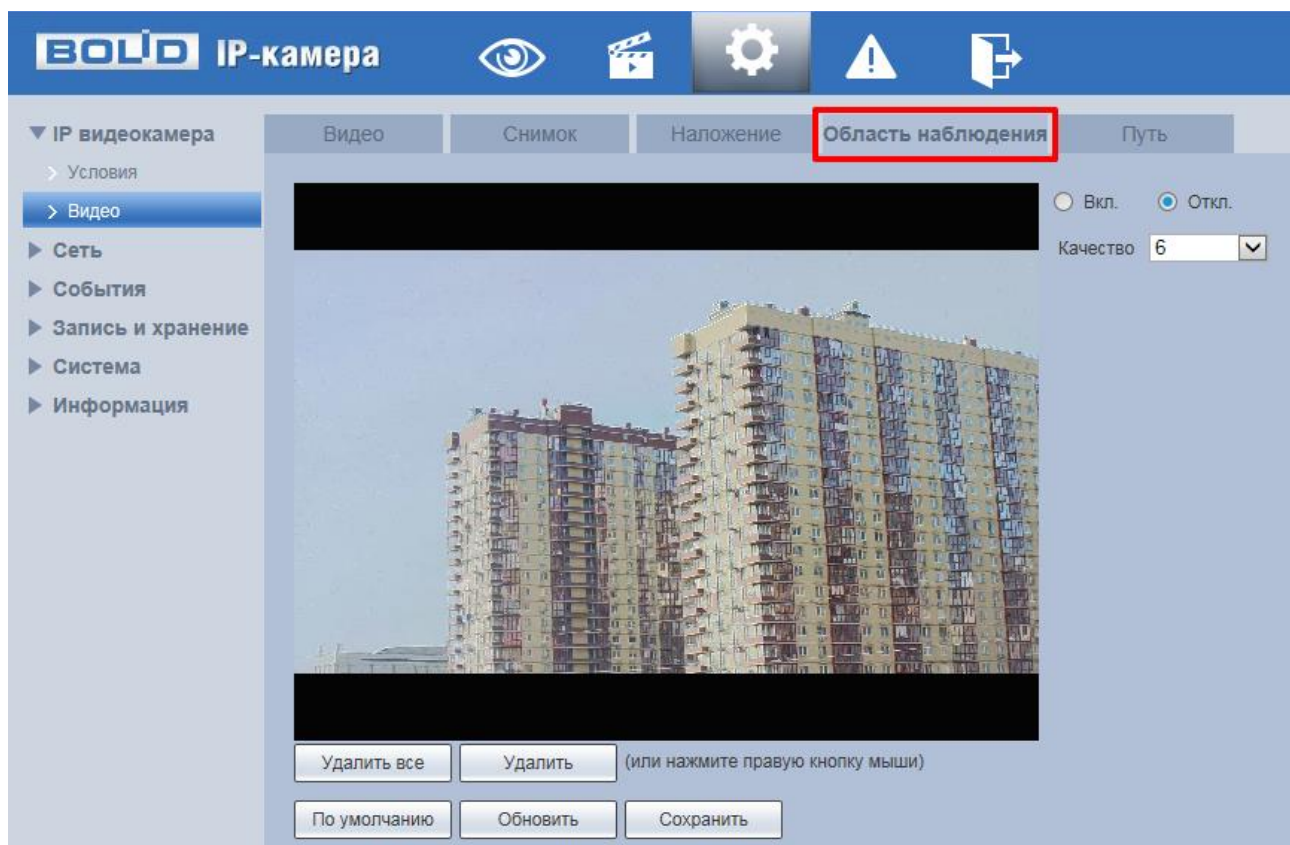 BOLID IP-камера
IP видеокамера
Условия
Видео
Сеть
События
Запись и хранение
Система
Информация
Видео Снимок Наложение Область наблюдения Путь
Вкл. Откл.
Качество 6
Удалить все Удалить (или нажмите правую кнопку мыши)
По умолчанию Обновить Сохранить